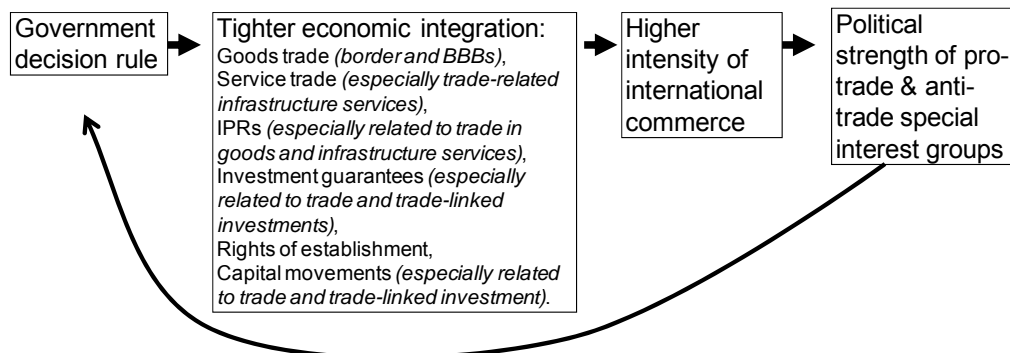 Government
decision rule
Tighter economic integration:
Goods trade (border and BBBs),
Service trade (especially trade-related
infrastructure services),
IPRs (especially related to trade in
goods and infrastructure services),
Investment guarantees (especially
related to trade and trade-linked
investments),
Rights of establishment,
Capital movements (especially related
to trade and trade-linked investment).
Higher
intensity of
international
commerce
Political
strength of pro-
trade & anti-
trade special
interest groups